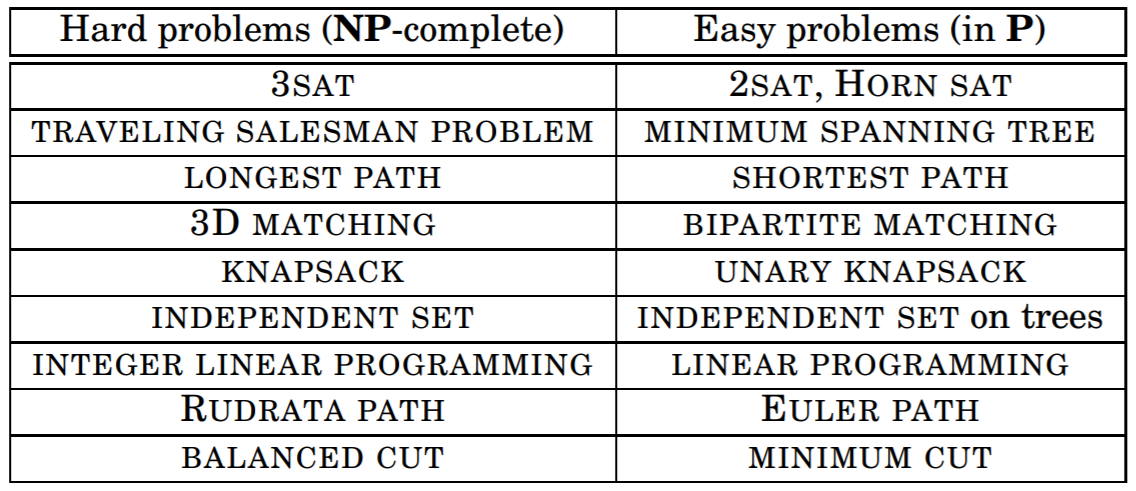 Hard problems (NP-complete) Easy problems (in P)
3SAT 2SAT, HORN SAT
TRAVELING SALESMAN PROBLEM MINIMUM SPANNING TREE
LONGEST PATH SHORTEST PATH
3D MATCHING BIPARTITE MATCHING
KNAPSACK UNARY KNAPSACK
INDEPENDENT SET INDEPENDENT SET on trees
INTEGER LINEAR PROGRAMMING LINEAR PROGRAMMING
RUDRATA PATH EULER PATH
BALANCED CUT MINIMUM CUT